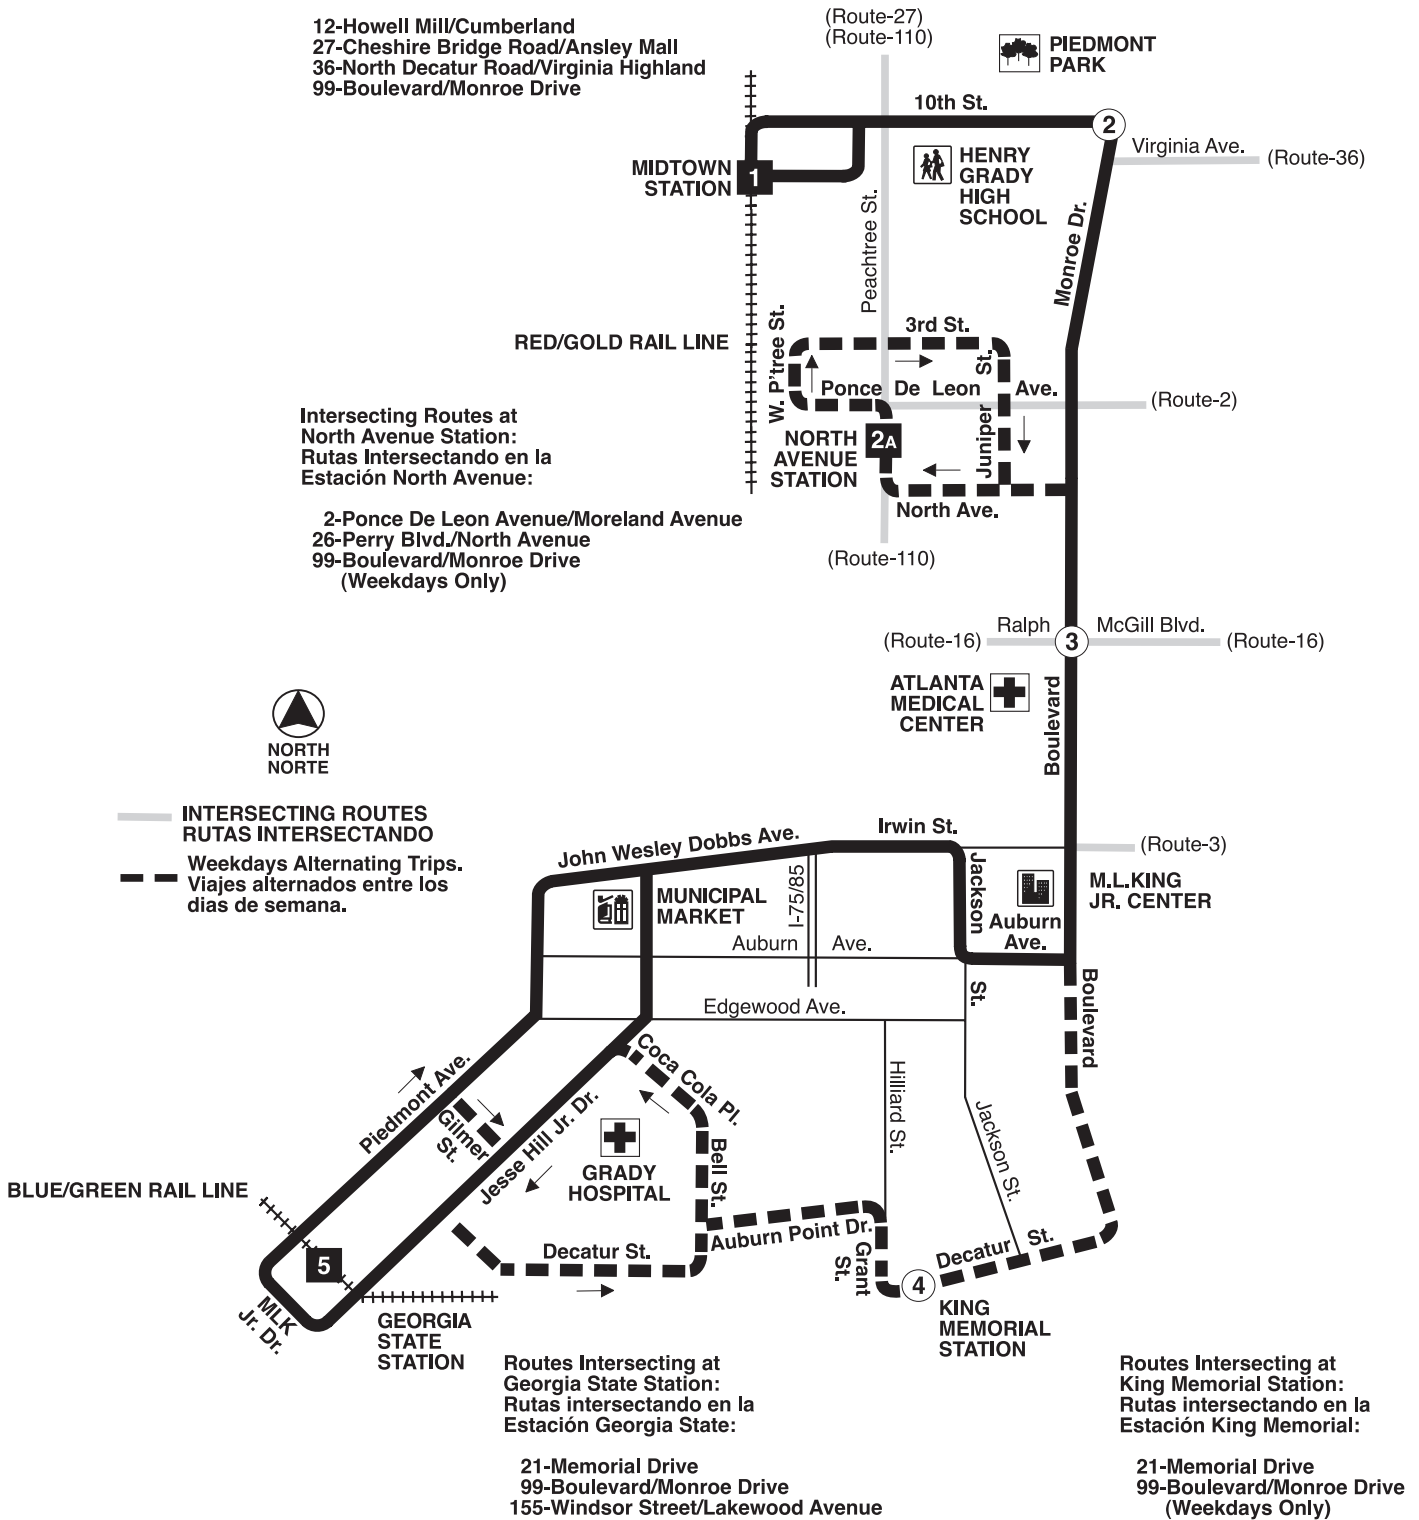 12-Howell Mill/Cumberland
27-Cheshire Bridge Road/Ansley Mall
36-North Decatur Road/Virginia Highland
99-Boulevard/Monroe Drive
(Route-27)
(Route-110)
PIEDMONT
PARK
10th St.
2
Virginia Ave.
(Route-36)
MIDTOWN
STATION
1
HENRY
GRADY
HIGH
SCHOOL
Peachtree St.
Monroe Dr.
RED/GOLD RAIL LINE
W. P'tree St.
3rd St.
Juniper St.
Ponce De Leon Ave.
(Route-2)
Intersecting Routes at
North Avenue Station:
Rutas Intersectando en la
Estación North Avenue:
NORTH
AVENUE
STATION
2A
North Ave.
2-Ponce De Leon Avenue/Moreland Avenue
26-Perry Blvd./North Avenue
99-Boulevard/Monroe Drive
(Weekdays Only)
(Route-110)
Ralph McGill Blvd.
(Route-16)
3
(Route-16)
ATLANTA
MEDICAL
CENTER
Boulevard
NORTH
NORTE
INTERSECTING ROUTES
RUTAS INTERSECTANDO
Weekdays Alternating Trips.
Viajes alternados entre los
dias de semana.
John Wesley Dobbs Ave.
Irwin St.
(Route-3)
Jackson St.
M.L.KING
JR. CENTER
MUNICIPAL
MARKET
I-75/85
Auburn
Ave.
Auburn Ave.
Boulevard
Edgewood Ave.
Coca Cola Pl.
Hilliard St.
Jackson St.
Piedmont Ave.
Gilmer
St.
Jesse Hill Jr. Dr.
GRADY
HOSPITAL
Bell St.
BLUE/GREEN RAIL LINE
Auburn Point Dr.
Grant
St.
Decatur St.
Decatur St.
5
4
MLK
Jr. Dr.
GEORGIA
STATE
STATION
KING
MEMORIAL
STATION
Routes Intersecting at
Georgia State Station:
Rutas intersectando en la
Estación Georgia State:
21-Memorial Drive
99-Boulevard/Monroe Drive
155-Windsor Street/Lakewood Avenue
Routes Intersecting at
King Memorial Station:
Rutas intersectando en la
Estación King Memorial:
21-Memorial Drive
99-Boulevard/Monroe Drive
(Weekdays Only)